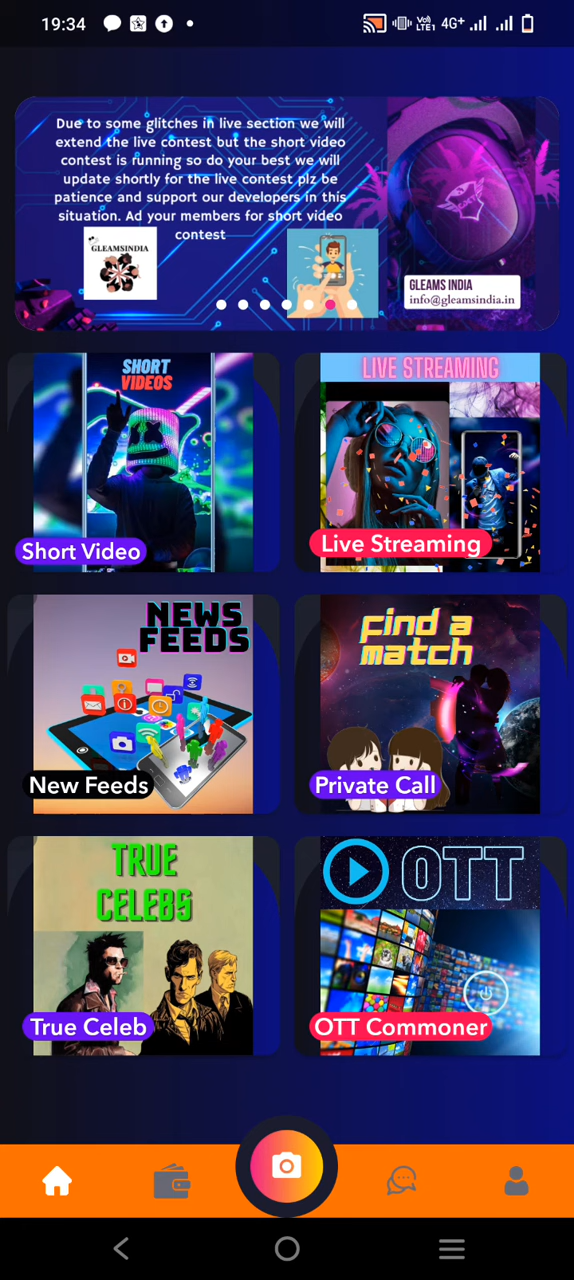 19:34
Vo))
LTE1
4G+
Due to some glitches in live section we will
extend the live contest but the short video
contest is running so do your best we will
update shortly for the live contest plz be
patience and support our developers in this
situation. Ad your members for short video
contest
GLEAMSINDIA
GLEAMS INDIA
info@gleamsindia.in
SHORT
VIDEOS
Short Video
LIVE STREAMING
Live Streaming
NEWS
FEEDS
New Feeds
find a
match
Private Call
TRUE
CELEBS
True Celeb
OTT
OTT Commoner